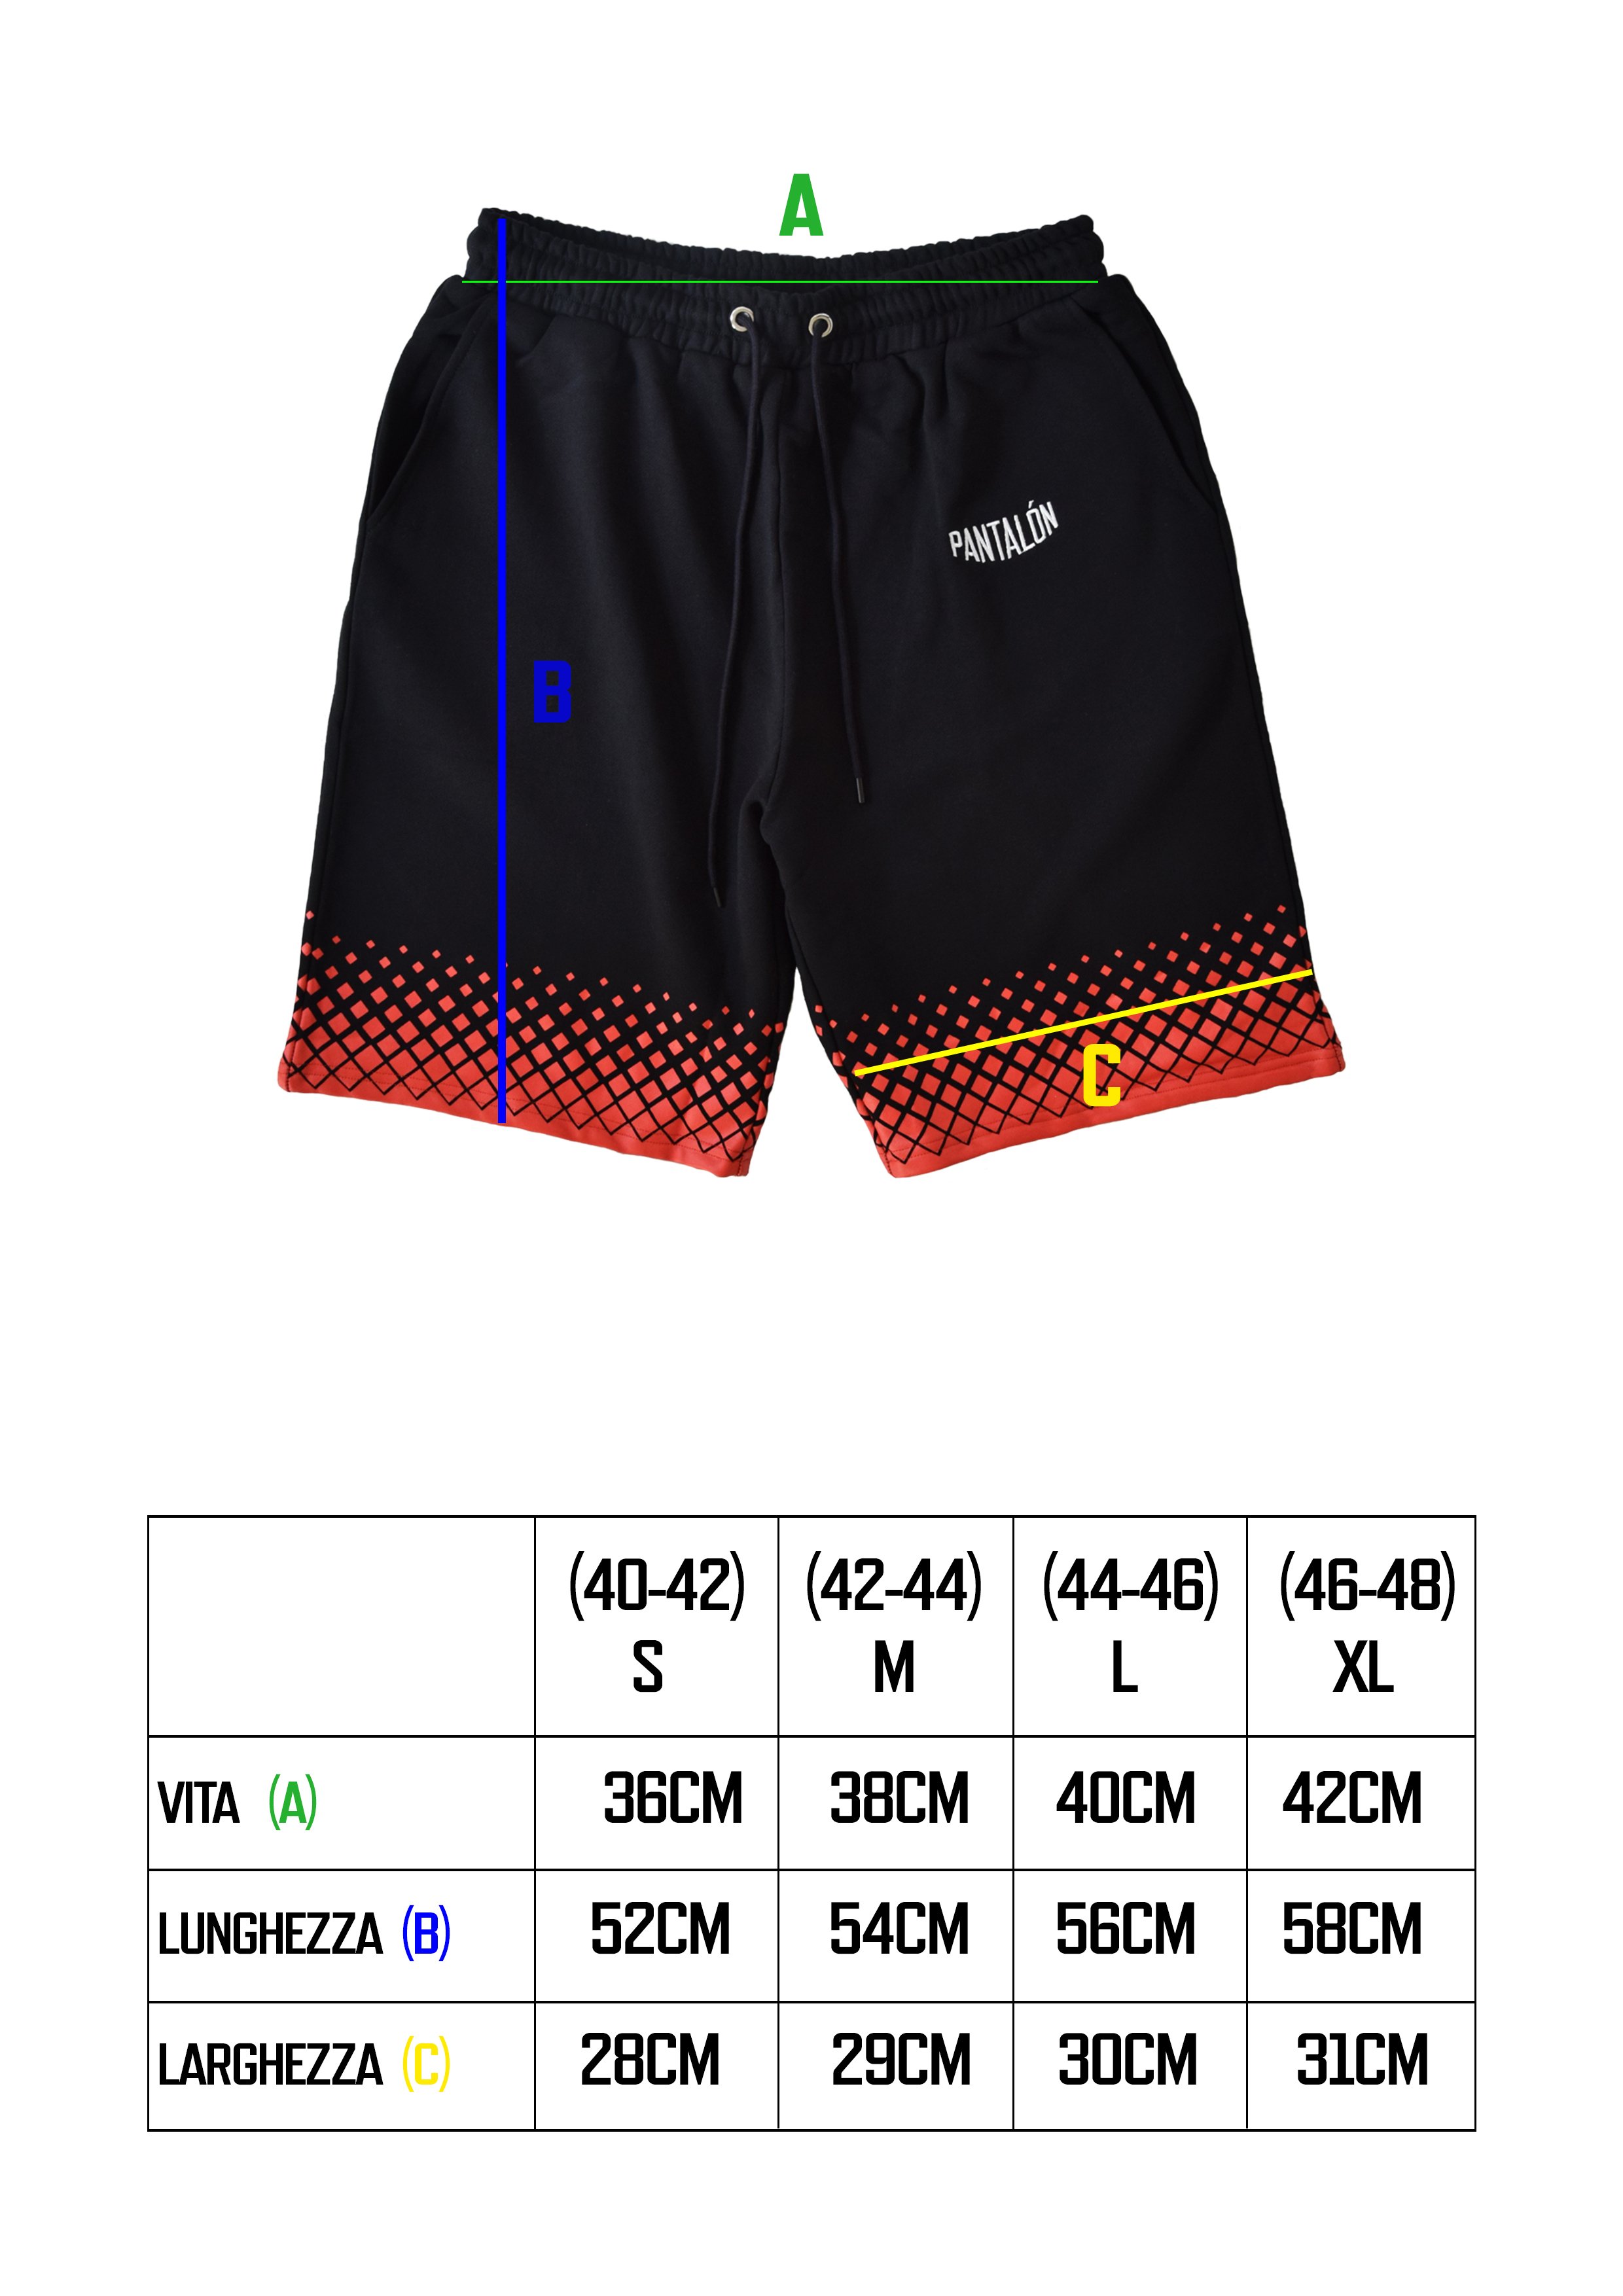 A
PANTALÓN
B
C
(40-42) (42-44) (44-46) (46-48)
S M L XL
VITA (A) 36CM 38CM 40CM 42CM
LUNGHEZZA (B) 52CM 54CM 56CM 58CM
LARGHEZZA (C) 28CM 29CM 30CM 31CM